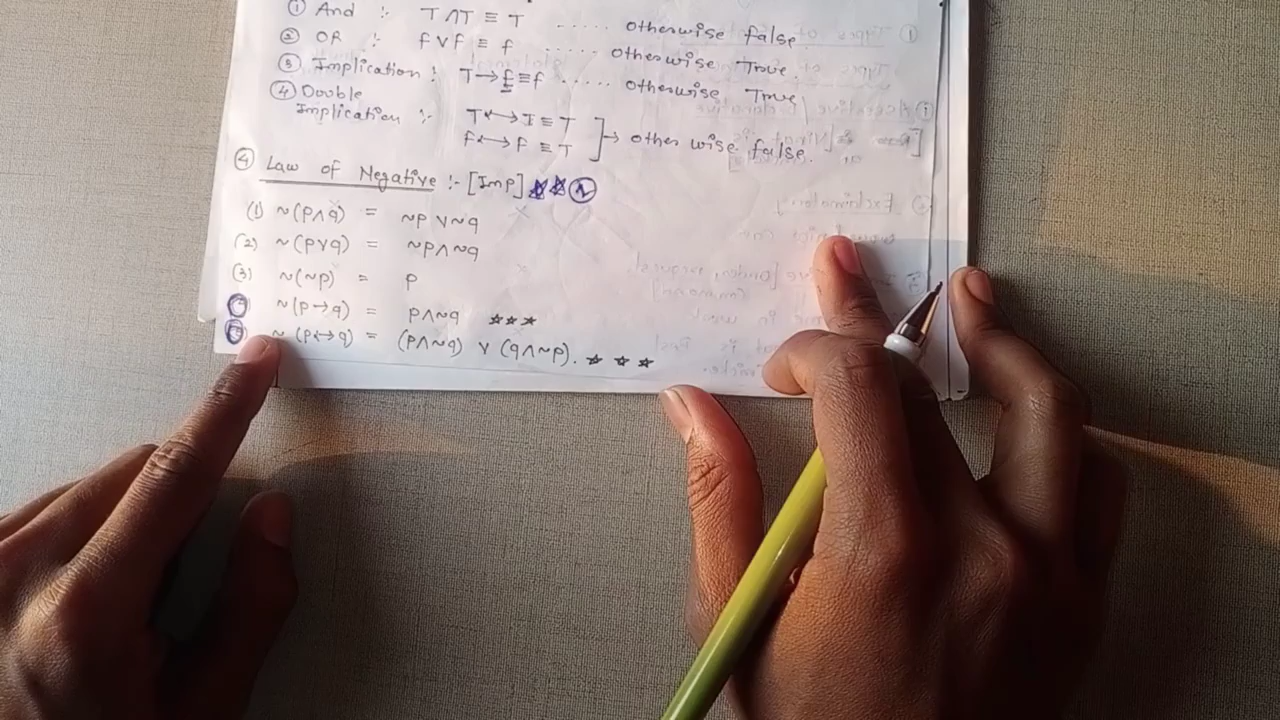 ① And :- T ∧ T ≡ T ..... otherwise false.
② OR :- f ∨ f ≡ f ..... otherwise True.
③ Implication :- T → f ≡ f ..... otherwise True
④ Double
Implication :- T ↔ T ≡ T
f ↔ f ≡ T ] → other wise false.
④ Law of Negative :- [Imp]
(1) ~(p∧q) = ~p ∨ ~q
(2) ~(p∨q) = ~p ∧ ~q
(3) ~(~p) = p
~(p→q) = p∧~q ☆☆☆
~(p↔q) = (p∧~q) ∨ (q∧~p). ☆ ☆ ☆